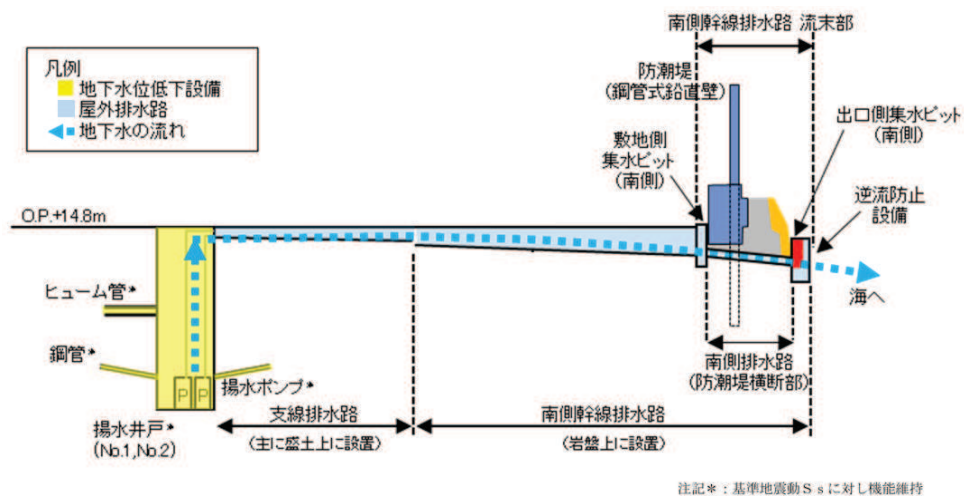 南側幹線排水路 流末部
凡例
地下水位低下設備
屋外排水路
地下水の流れ
防潮堤
(鋼管式鉛直壁)
出口側集水ピット
(南側)
敷地側
集水ピット
(南側)
逆流防止
設備
O.P.+14.8m
海へ
ヒューム管*
鋼管*
P
P
揚水ポンプ*
南側排水路
(防潮堤横断部)
揚水井戸*
(No.1,No.2)
支線排水路
(主に盛土上に設置)
南側幹線排水路
(岩盤上に設置)
注記*:基準地震動Ssに対し機能維持